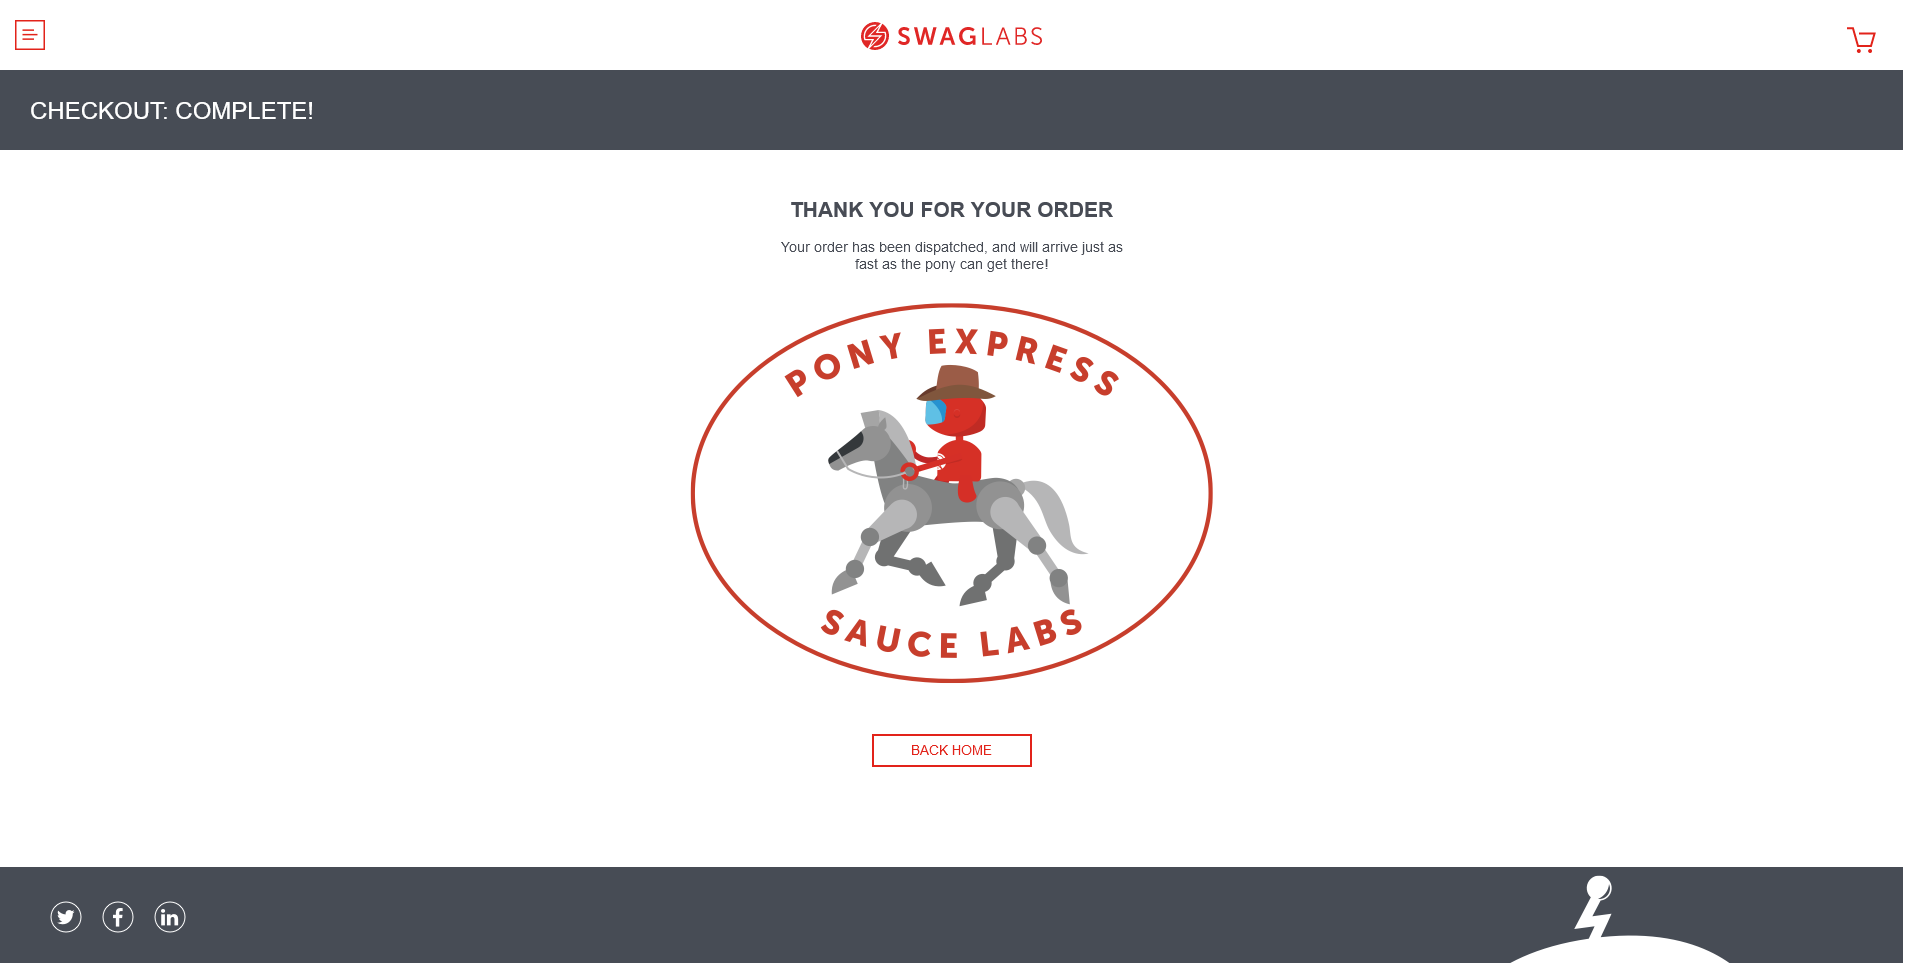 SWAGLABS
CHECKOUT: COMPLETE!
THANK YOU FOR YOUR ORDER
Your order has been dispatched, and will arrive just as
fast as the pony can get there!
PONY EXPRESS
SAUCE LABS
BACK HOME